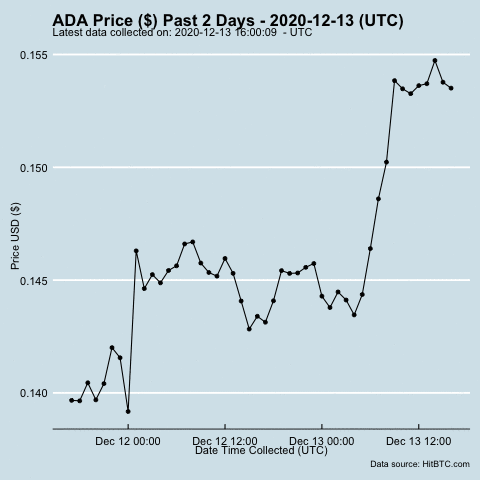 ADA Price ($) Past 2 Days - 2020-12-13 (UTC)
Latest data collected on: 2020-12-13 16:00:09  - UTC
0.155
0.150
0.145
0.140
Price USD ($)
Dec 12 00:00 Dec 12 12:00 Dec 13 00:00 Dec 13 12:00
Date Time Collected (UTC)
Data source: HitBTC.com